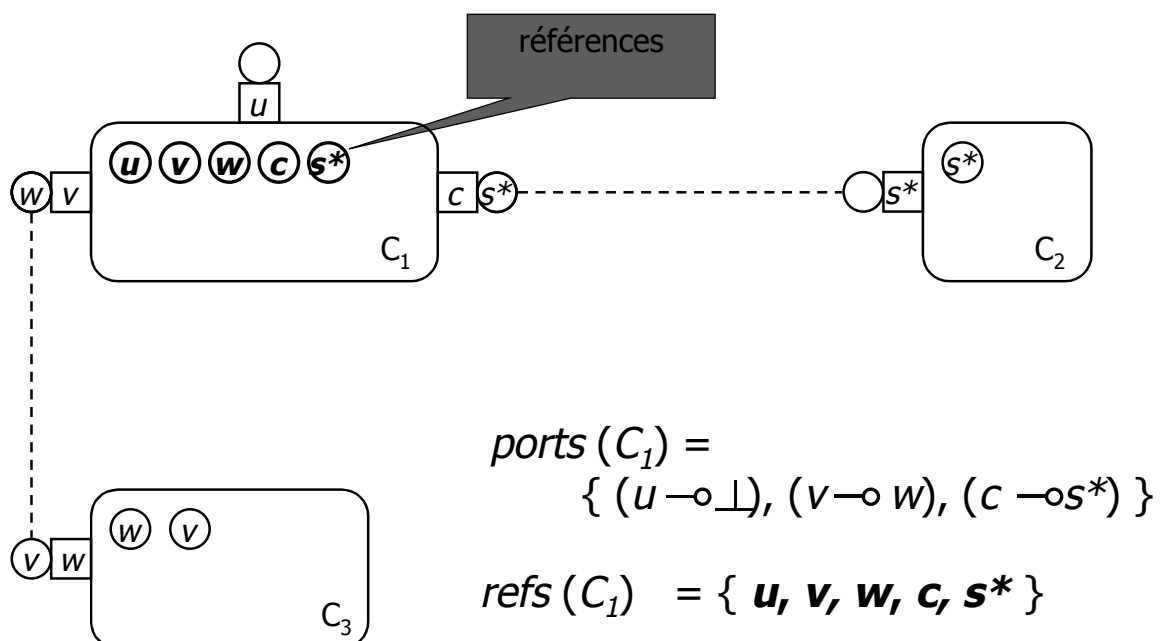 références
u
u v w c s*
w v
c s*
s*
s*
C₁
C₂
ports (C₁) =
{ (u ⊸ ⊥), (v ⊸ w), (c ⊸ s*) }
w v
v w
refs (C₁) = { u, v, w, c, s* }
C₃